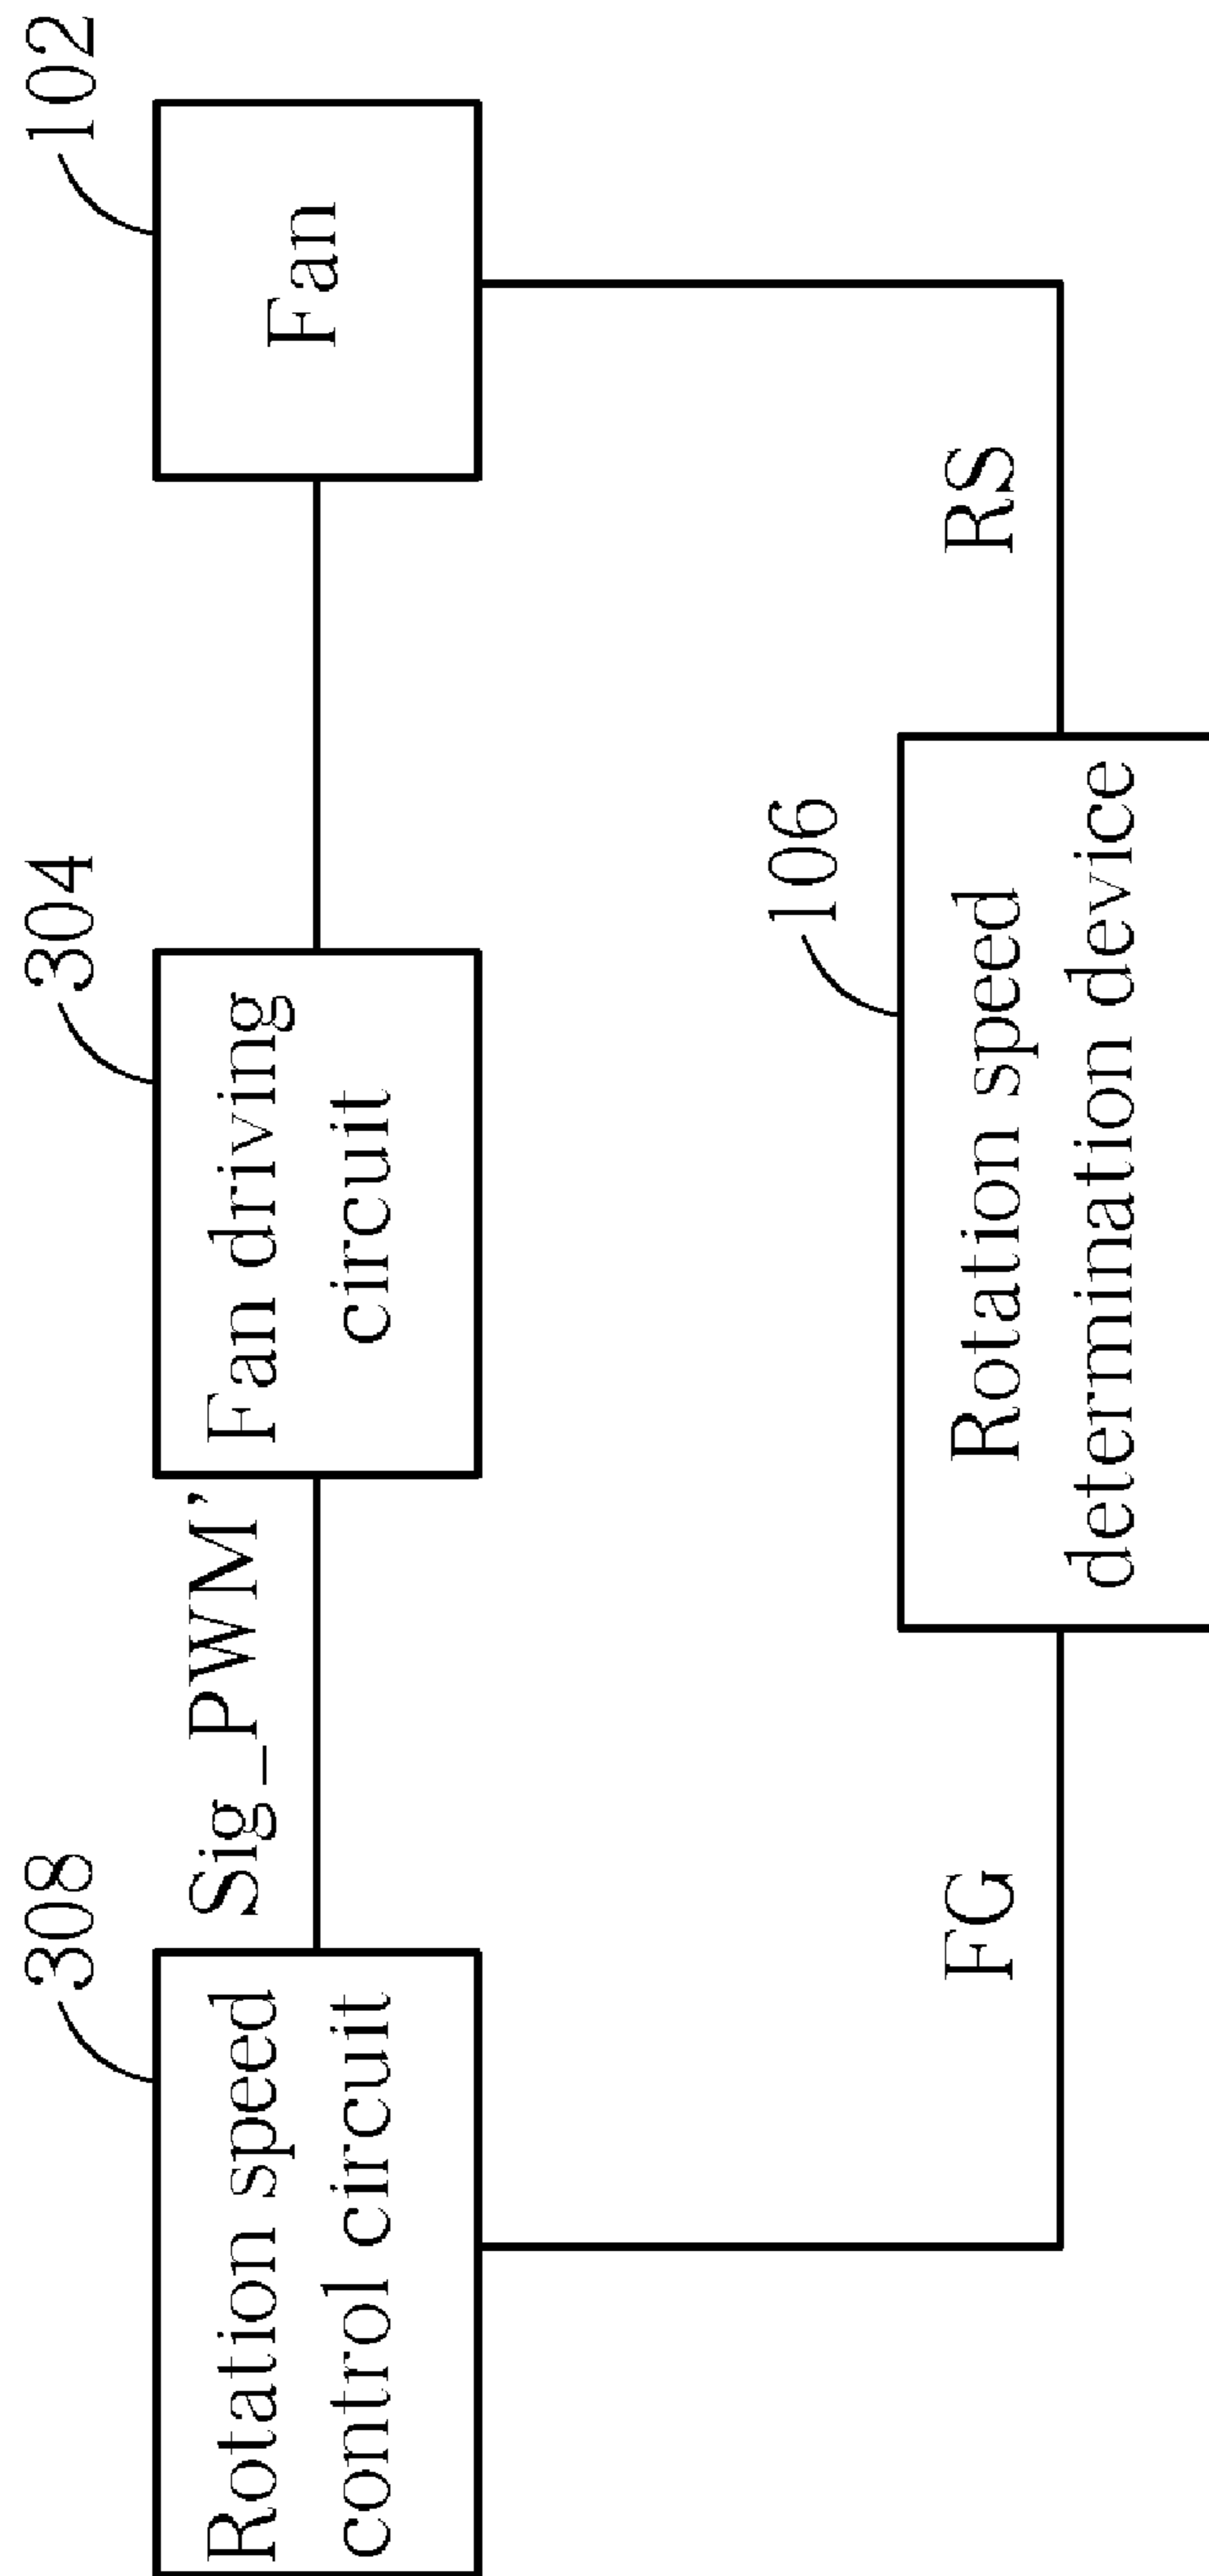 308
Rotation speed
control circuit
Sig_PWM’
304
Fan driving
circuit
102
Fan
FG
106
Rotation speed
determination device
RS